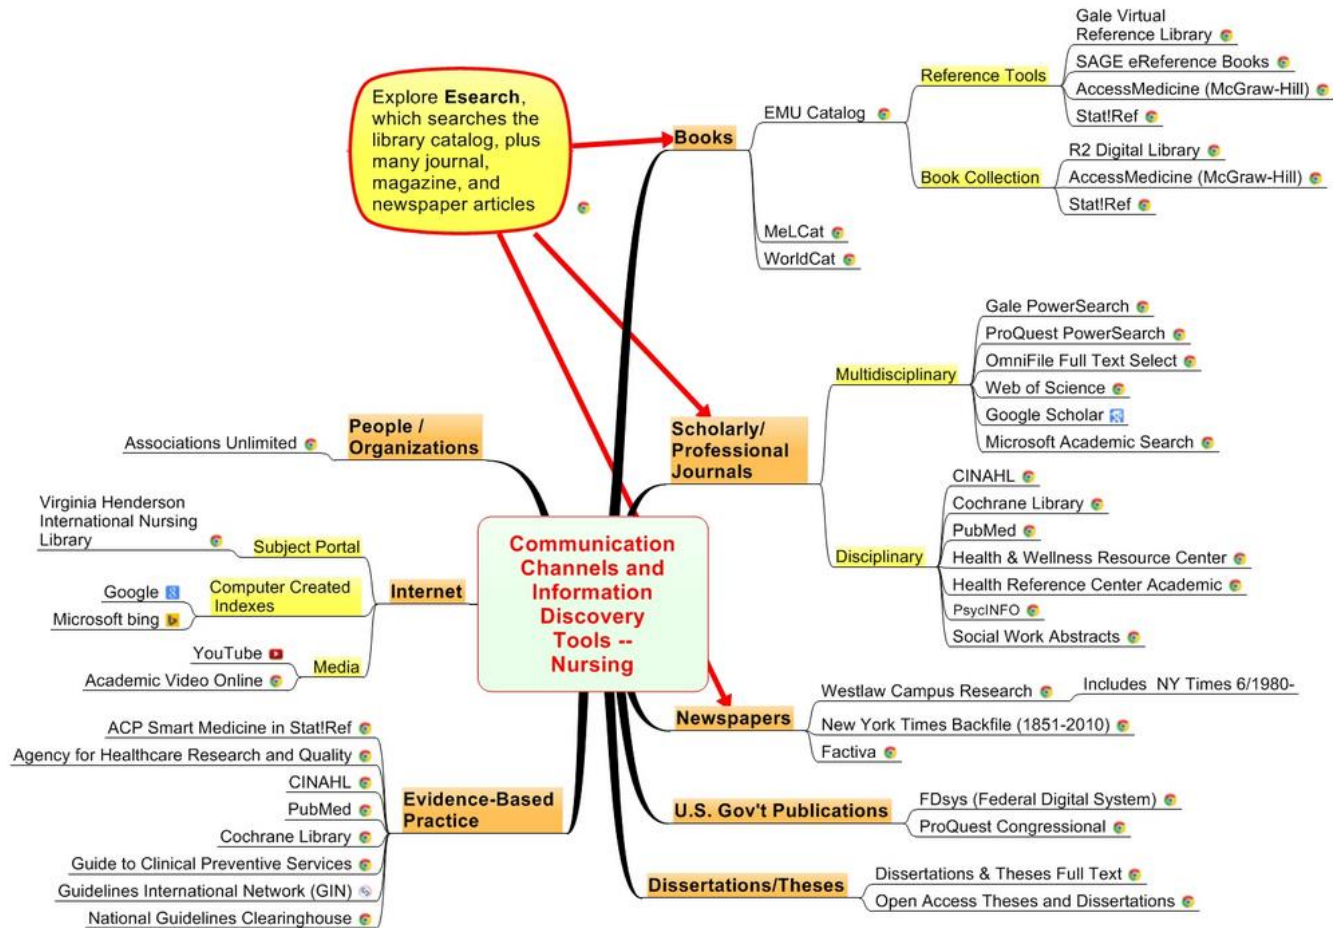 Explore Esearch,
which searches the
library catalog, plus
many journal,
magazine, and
newspaper articles
Books
EMU Catalog
Reference Tools
Gale Virtual
Reference Library
SAGE eReference Books
AccessMedicine (McGraw-Hill)
Stat!Ref
Book Collection
R2 Digital Library
AccessMedicine (McGraw-Hill)
Stat!Ref
MeLCat
WorldCat
Scholarly/
Professional
Journals
Multidisciplinary
Gale PowerSearch
ProQuest PowerSearch
OmniFile Full Text Select
Web of Science
Google Scholar
Microsoft Academic Search
Disciplinary
CINAHL
Cochrane Library
PubMed
Health & Wellness Resource Center
Health Reference Center Academic
PsycINFO
Social Work Abstracts
People /
Organizations
Associations Unlimited
Communication
Channels and
Information
Discovery
Tools --
Nursing
Internet
Subject Portal
Virginia Henderson
International Nursing
Library
Computer Created
Indexes
Google
Microsoft bing
Media
YouTube
Academic Video Online
Newspapers
Westlaw Campus Research
Includes NY Times 6/1980-
New York Times Backfile (1851-2010)
Factiva
Evidence-Based
Practice
ACP Smart Medicine in Stat!Ref
Agency for Healthcare Research and Quality
CINAHL
PubMed
Cochrane Library
Guide to Clinical Preventive Services
Guidelines International Network (GIN)
National Guidelines Clearinghouse
U.S. Gov't Publications
FDsys (Federal Digital System)
ProQuest Congressional
Dissertations/Theses
Dissertations & Theses Full Text
Open Access Theses and Dissertations